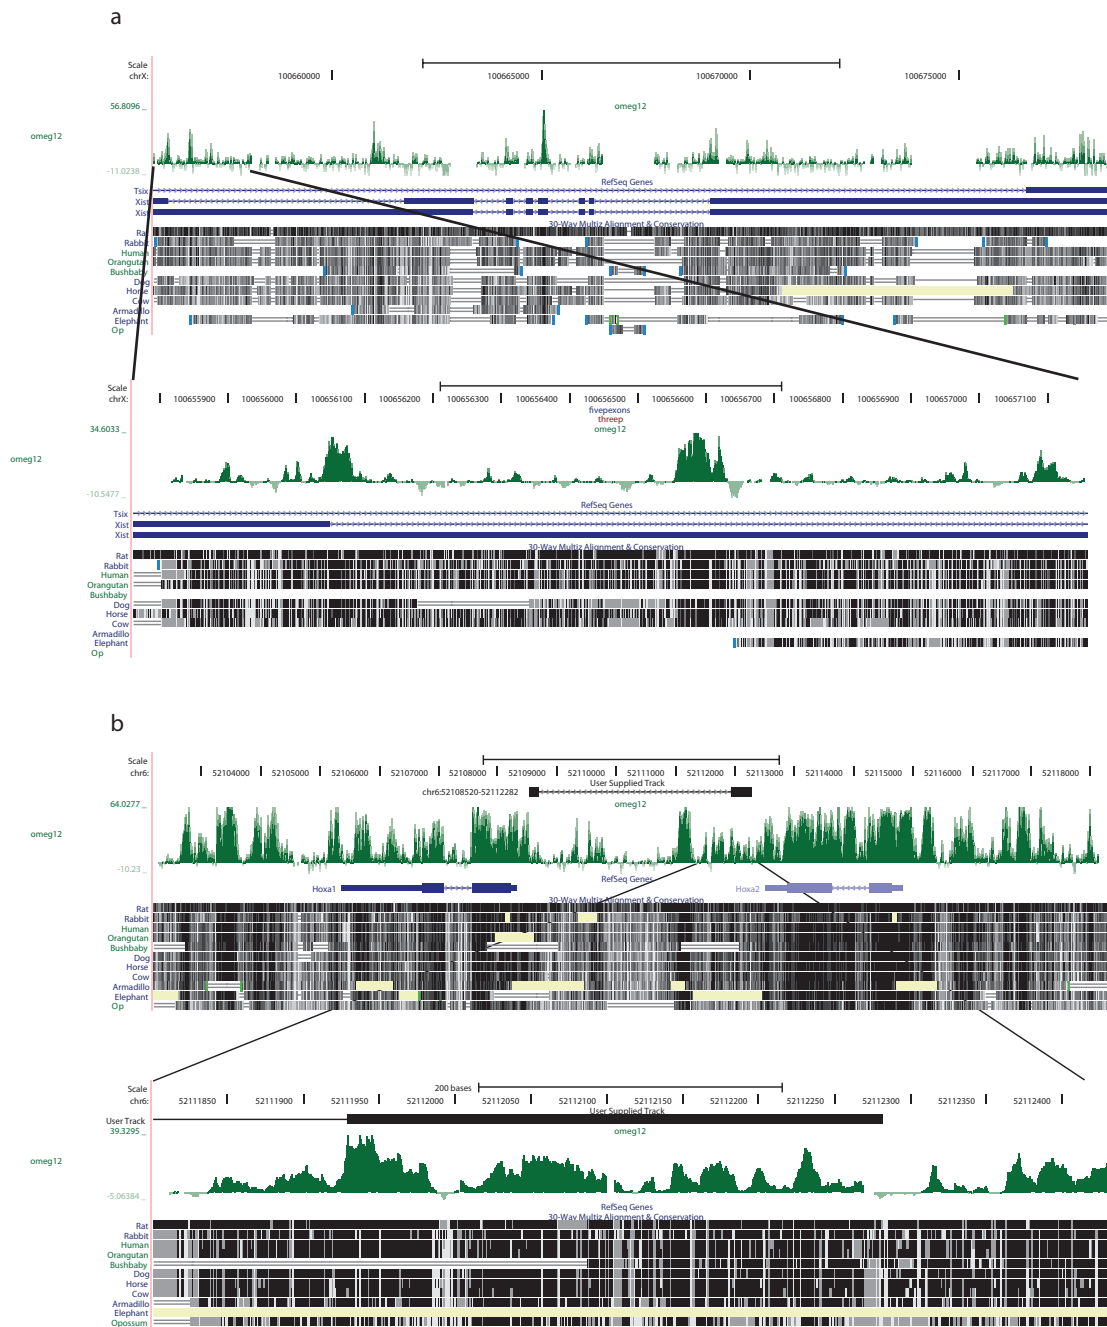 a
Scale
chrX: 100660000 100665000 100670000 100675000
56.8096 _ omeg12
omeg12
-11.0238 _
RefSeq Genes
Tsix
Xist
Xist
30-Way Multiz Alignment & Conservation
Rat
Rabbit
Human
Orangutan
Bushbaby
Dog
Horse
Cow
Armadillo
Elephant
Op
Scale
chrX: 100655900 100656000 100656100 100656200 100656300 100656400 100656500 100656600 100656700 100656800 100656900 100657000 100657100
fivepexons
threep
34.6033 _ omeg12
omeg12
-10.5477 _
RefSeq Genes
Tsix
Xist
Xist
30-Way Multiz Alignment & Conservation
Rat
Rabbit
Human
Orangutan
Bushbaby
Dog
Horse
Cow
Armadillo
Elephant
Op
b
Scale
chr6: 52104000 52105000 52106000 52107000 52108000 52109000 52110000 52111000 52112000 52113000 52114000 52115000 52116000 52117000 52118000
User Supplied Track
chr6:52108520-52112282
64.0277 _ omeg12
omeg12
-10.23 _
RefSeq Genes
Hoxa1 Hoxa2
30-Way Multiz Alignment & Conservation
Rat
Rabbit
Human
Orangutan
Bushbaby
Dog
Horse
Cow
Armadillo
Elephant
Op
Scale 200 bases
chr6: 52111850 52111900 52111950 52112000 52112050 52112100 52112150 52112200 52112250 52112300 52112350 52112400
User Supplied Track
User Track
39.3295 _ omeg12
omeg12
-5.06384 _
RefSeq Genes
30-Way Multiz Alignment & Conservation
Rat
Rabbit
Human
Orangutan
Bushbaby
Dog
Horse
Cow
Armadillo
Elephant
Opossum